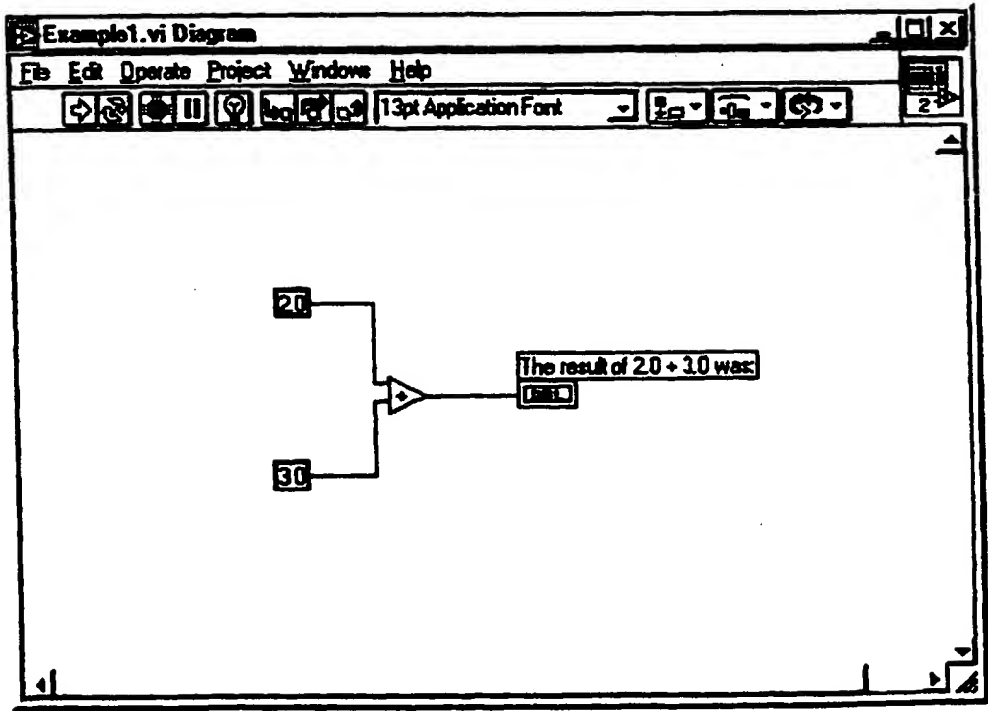 Example1.vi Diagram
File Edit Operate Project Windows Help
13pt Application Font
2
2.0
The result of 2.0 + 3.0 was:
3.0